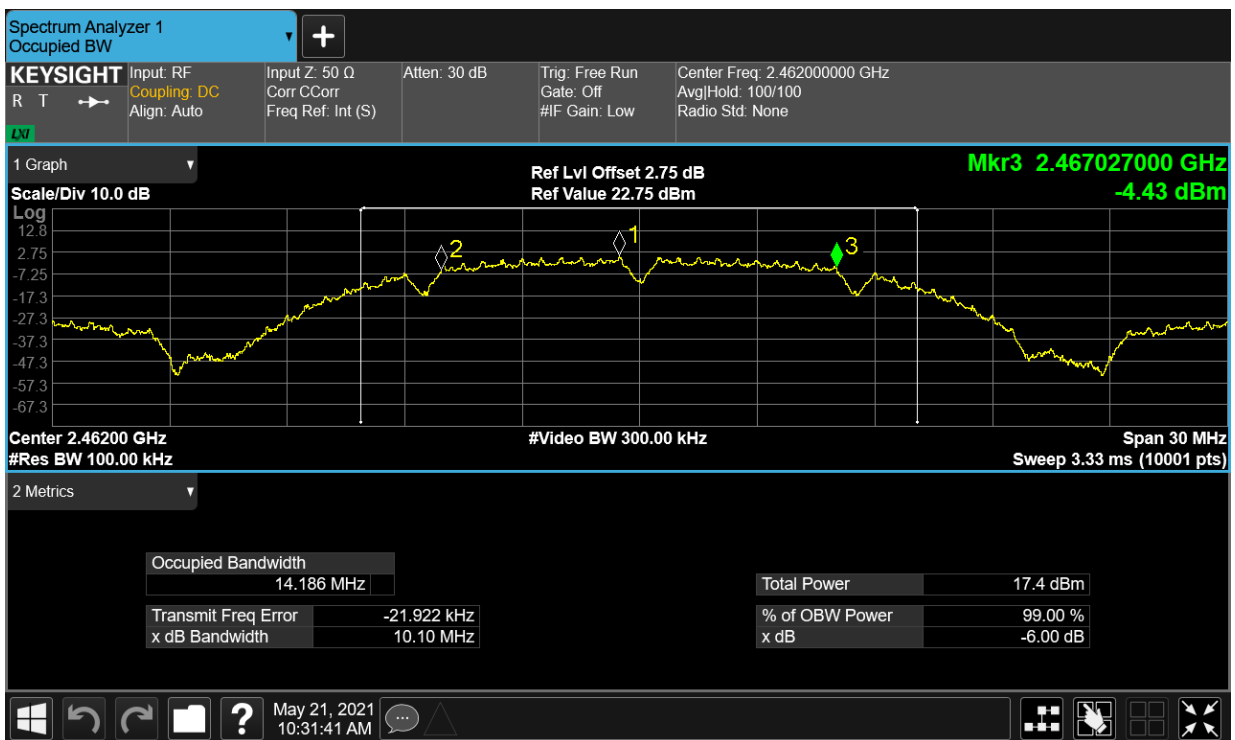 Spectrum Analyzer 1
Occupied BW
▼
+
KEYSIGHT
R T
LXI
Input: RF
Coupling: DC
Align: Auto
Input Z: 50 Ω
Corr CCorr
Freq Ref: Int (S)
Atten: 30 dB
Trig: Free Run
Gate: Off
#IF Gain: Low
Center Freq: 2.462000000 GHz
Avg|Hold: 100/100
Radio Std: None
1 Graph ▼
Scale/Div 10.0 dB
Ref Lvl Offset 2.75 dB
Ref Value 22.75 dBm
Mkr3 2.467027000 GHz
-4.43 dBm
Log
12.8
2.75
-7.25
-17.3
-27.3
-37.3
-47.3
-57.3
-67.3
2
1
3
Center 2.46200 GHz
#Res BW 100.00 kHz
#Video BW 300.00 kHz
Span 30 MHz
Sweep 3.33 ms (10001 pts)
2 Metrics ▼
Occupied Bandwidth
14.186 MHz
Transmit Freq Error -21.922 kHz
x dB Bandwidth 10.10 MHz
Total Power 17.4 dBm
% of OBW Power 99.00 %
x dB -6.00 dB
?
May 21, 2021
10:31:41 AM